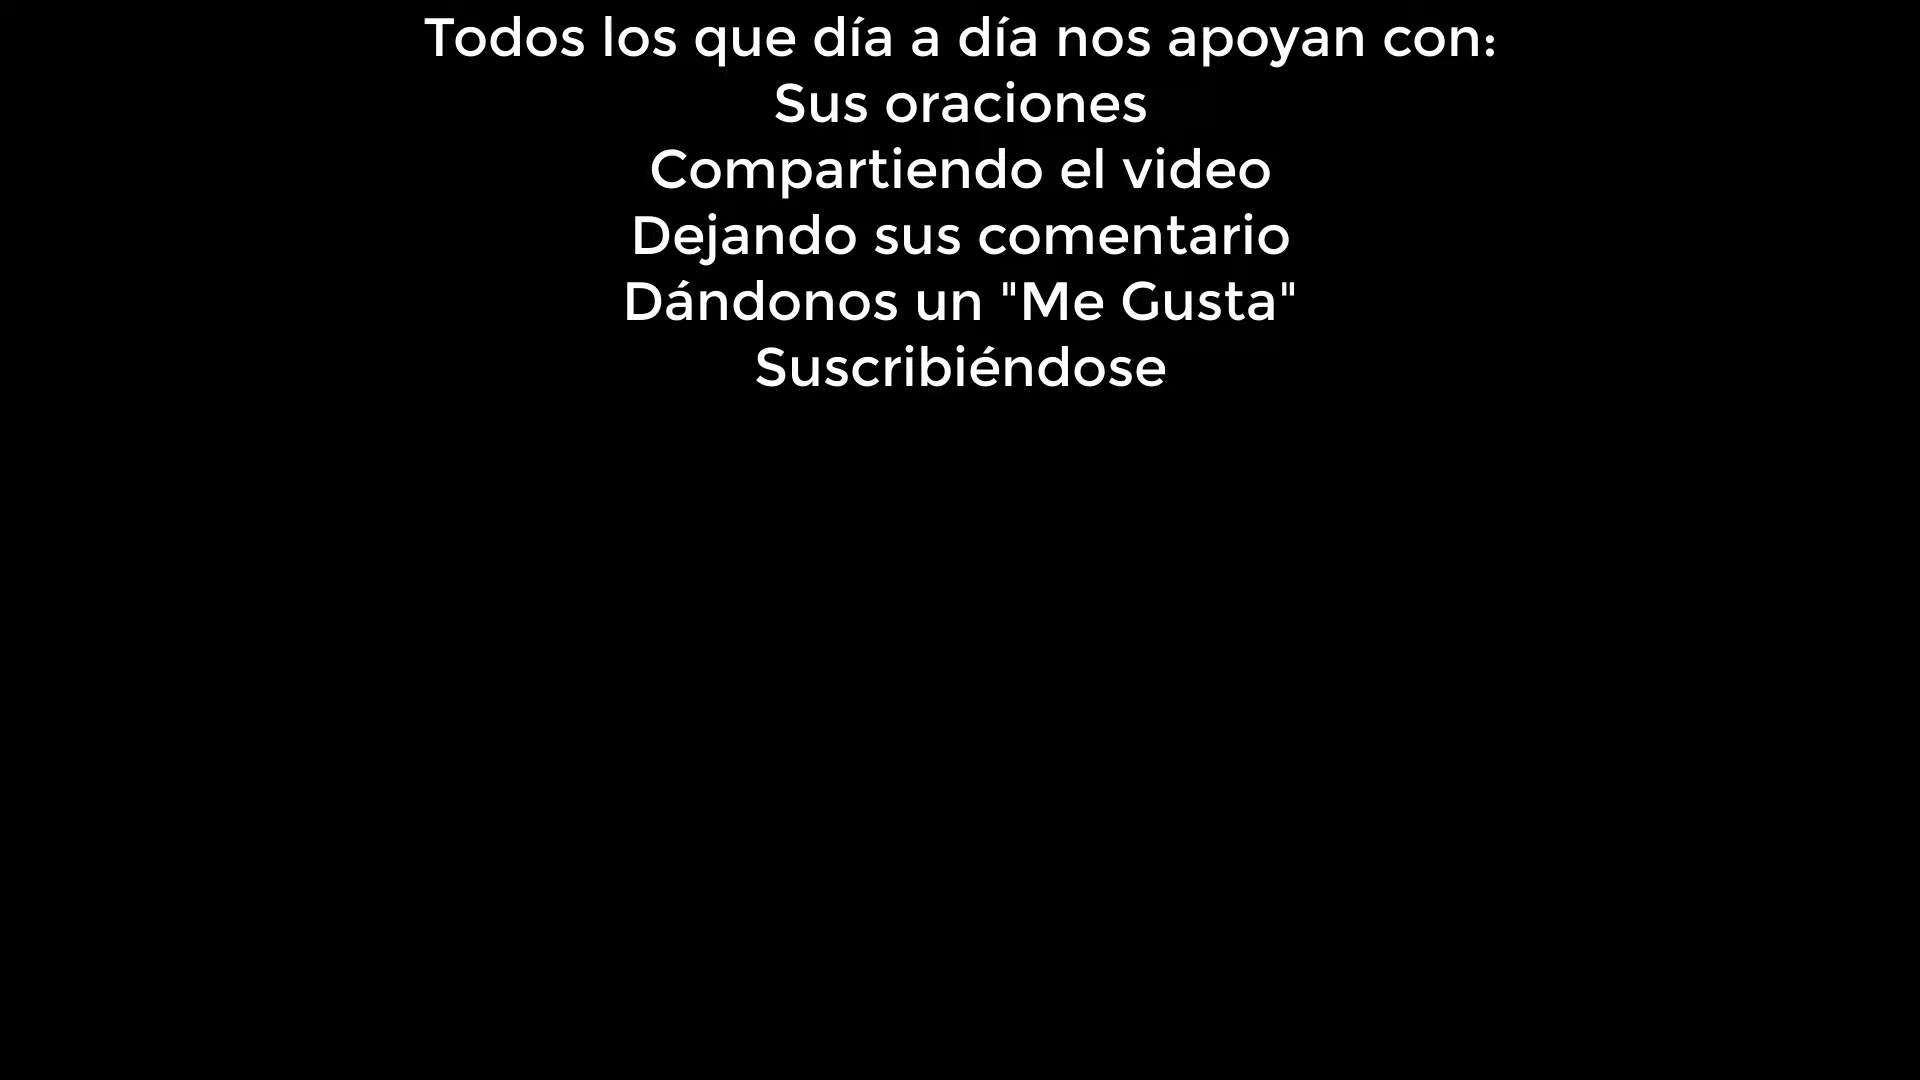 Todos los que día a día nos apoyan con:
Sus oraciones
Compartiendo el video
Dejando sus comentario
Dándonos un "Me Gusta"
Suscribiéndose